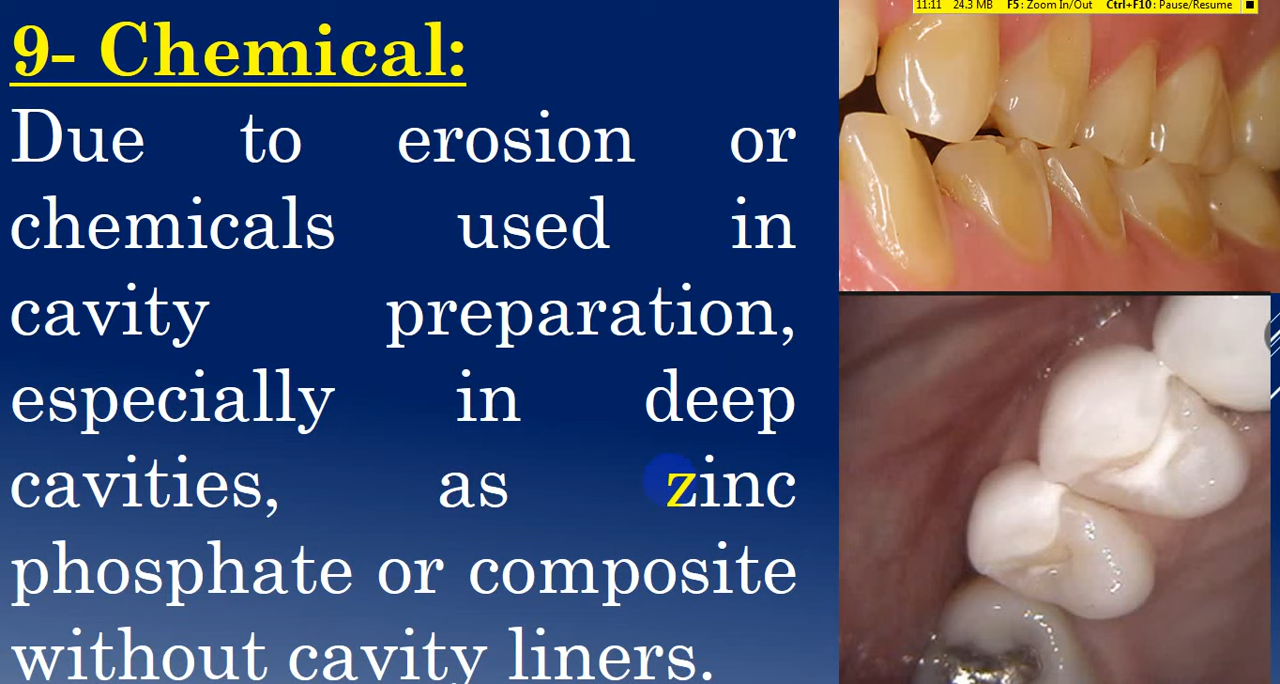 11:11 24.3 MB F5: Zoom In/Out Ctrl+F10: Pause/Resume
9- Chemical:
Due to erosion or
chemicals used in
cavity preparation,
especially in deep
cavities, as zinc
phosphate or composite
without cavity liners.